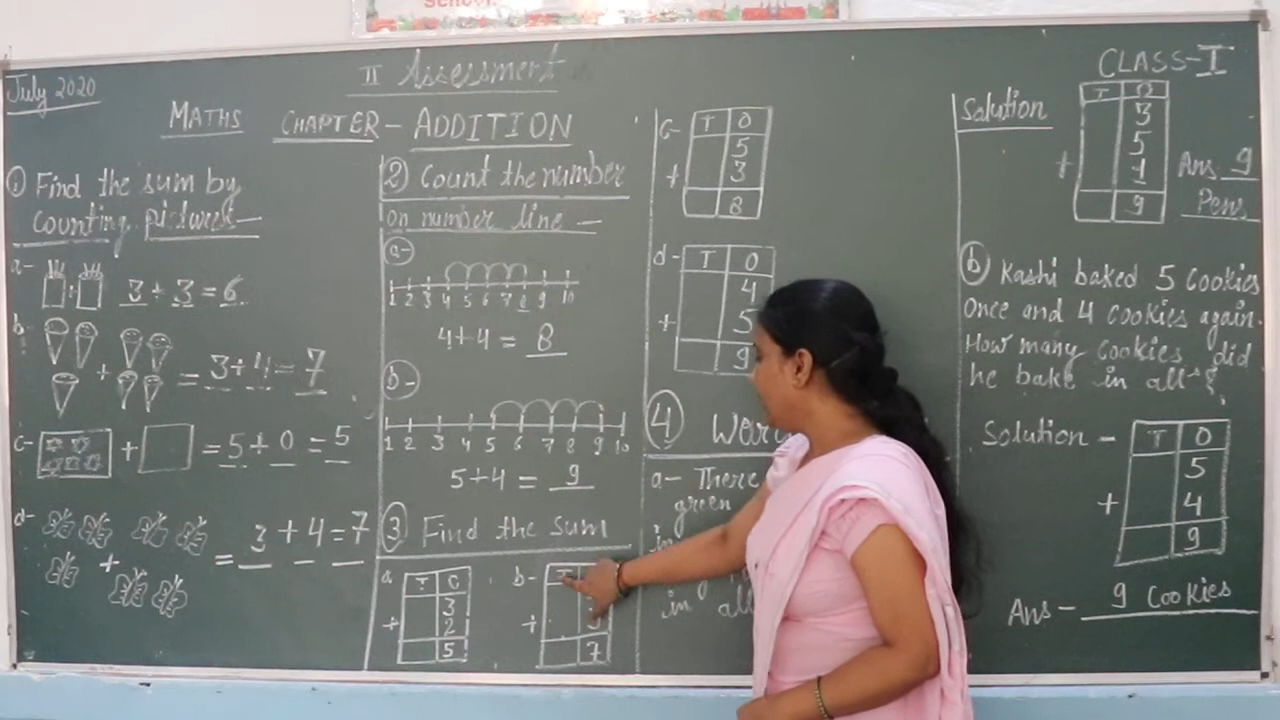 School.
July 2020
II Assessment
CLASS-I
MATHS CHAPTER - ADDITION
① Find the sum by
counting pictures —
a- 3 + 3 = 6
b- + = 3 + 4 = 7
c- + = 5 + 0 = 5
d- + = 3 + 4 = 7
② Count the number
on number line —
a-
1 2 3 4 5 6 7 8 9 10
4+4 = 8
b-
1 2 3 4 5 6 7 8 9 10
5+4 = 9
③ Find the sum
a-
T O
3
+ 2
5
b-
T
+
7
c-
T O
5
+ 3
8
d-
T O
4
+ 5
9
④
a- There
green
in
in all
Solution
T O
3
5
+ 1
9
Ans 9
Pens
ⓑ Kashi baked 5 Cookies
Once and 4 cookies again.
How many cookies did
he bake in all?
Solution -
T O
5
+ 4
9
Ans - 9 Cookies